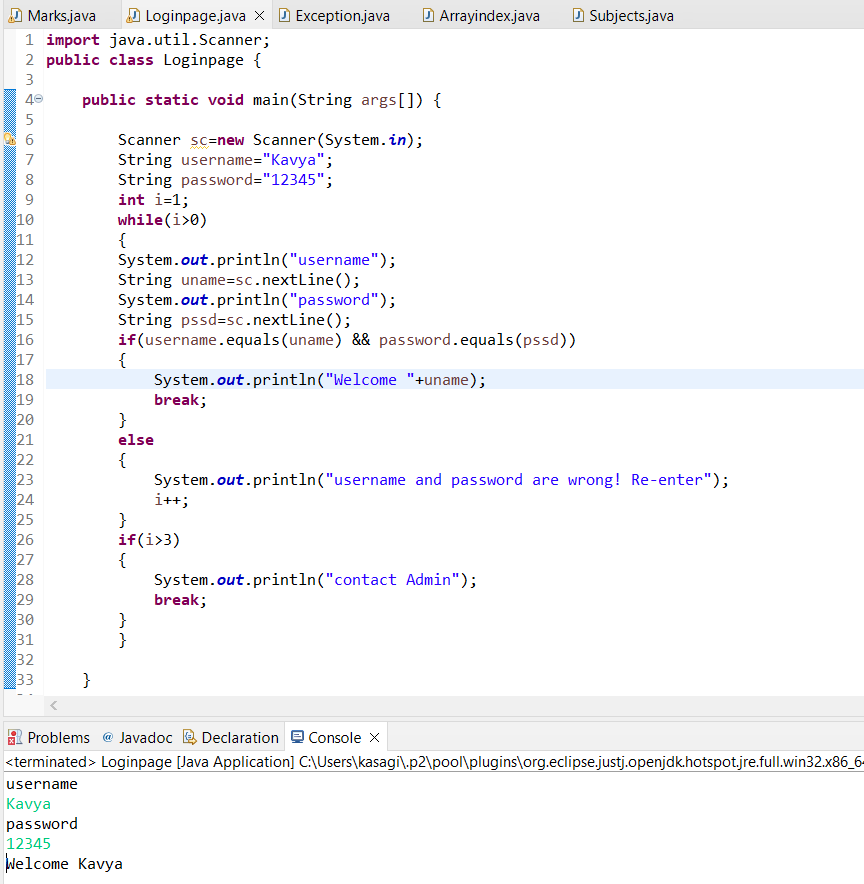 Marks.java Loginpage.java Exception.java Arrayindex.java Subjects.java
1 import java.util.Scanner;
2 public class Loginpage {
3
4 public static void main(String args[]) {
5
6 Scanner sc=new Scanner(System.in);
7 String username="Kavya";
8 String password="12345";
9 int i=1;
10 while(i>0)
11 {
12 System.out.println("username");
13 String uname=sc.nextLine();
14 System.out.println("password");
15 String pssd=sc.nextLine();
16 if(username.equals(uname) && password.equals(pssd))
17 {
18 System.out.println("Welcome "+uname);
19 break;
20 }
21 else
22 {
23 System.out.println("username and password are wrong! Re-enter");
24 i++;
25 }
26 if(i>3)
27 {
28 System.out.println("contact Admin");
29 break;
30 }
31 }
32
33 }
Problems @ Javadoc Declaration Console
<terminated> Loginpage [Java Application] C:\Users\kasagi\.p2\pool\plugins\org.eclipse.justj.openjdk.hotspot.jre.full.win32.x86_64
username
Kavya
password
12345
Welcome Kavya